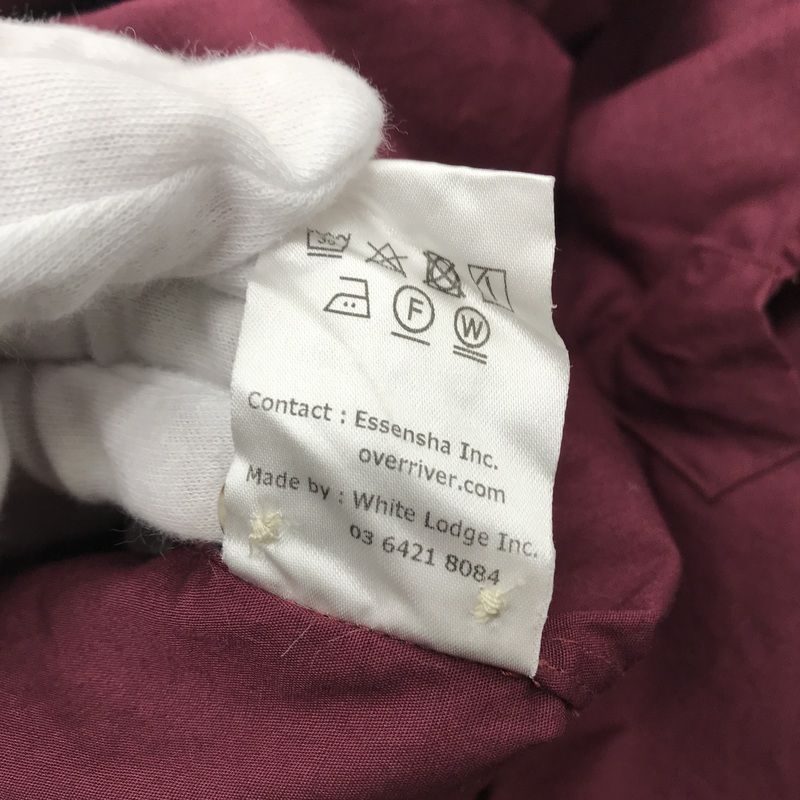 30
F W
Contact : Essensha Inc.
overriver.com
Made by : White Lodge Inc.
03 6421 8084